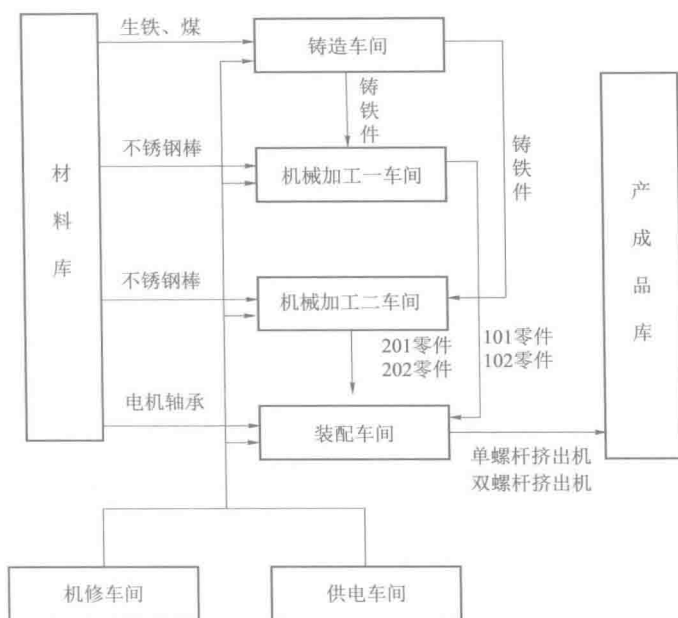 生铁、煤
铸造车间
铸铁件
铸铁件
材料库
不锈钢棒
机械加工一车间
产成品库
不锈钢棒
机械加工二车间
201零件
202零件
101零件
102零件
电机轴承
装配车间
单螺杆挤出机
双螺杆挤出机
机修车间
供电车间